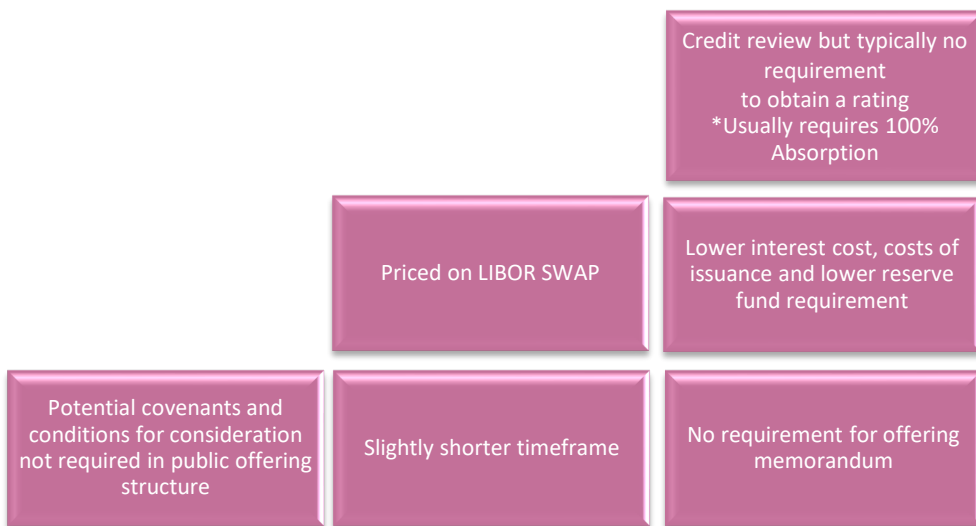 Credit review but typically no
requirement
to obtain a rating
*Usually requires 100%
Absorption
Priced on LIBOR SWAP
Lower interest cost, costs of
issuance and lower reserve
fund requirement
Potential covenants and
conditions for consideration
not required in public offering
structure
Slightly shorter timeframe
No requirement for offering
memorandum